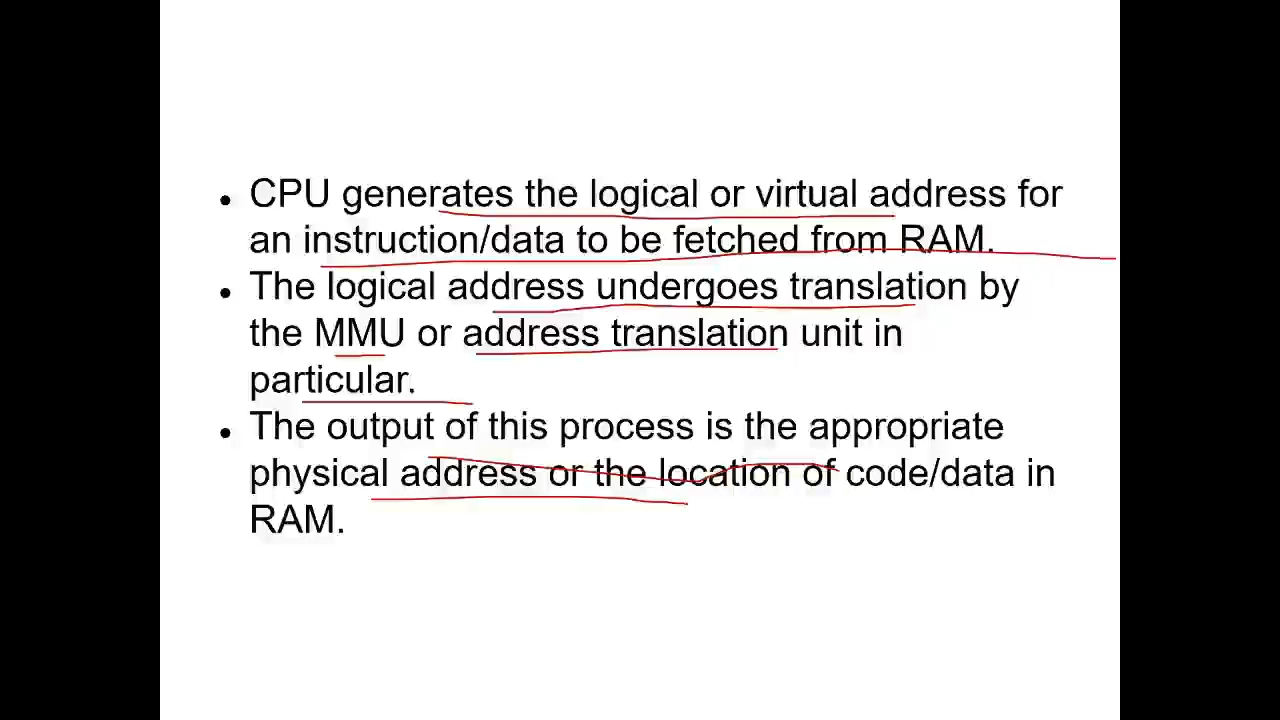 • CPU generates the logical or virtual address for
an instruction/data to be fetched from RAM.
• The logical address undergoes translation by
the MMU or address translation unit in
particular.
• The output of this process is the appropriate
physical address or the location of code/data in
RAM.